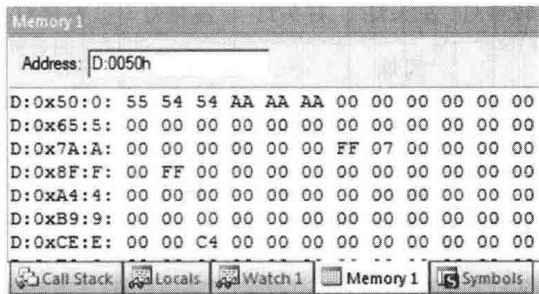 Memory 1
Address: D:0050h
D:0x50:0: 55 54 54 AA AA AA 00 00 00 00 00 00
D:0x65:5: 00 00 00 00 00 00 00 00 00 00 00 00
D:0x7A:A: 00 00 00 00 00 00 FF 07 00 00 00 00
D:0x8F:F: 00 FF 00 00 00 00 00 00 00 00 00 00
D:0xA4:4: 00 00 00 00 00 00 00 00 00 00 00 00
D:0xB9:9: 00 00 00 00 00 00 00 00 00 00 00 00
D:0xCE:E: 00 00 C4 00 00 00 00 00 00 00 00 00
Call Stack Locals Watch 1 Memory 1 Symbols